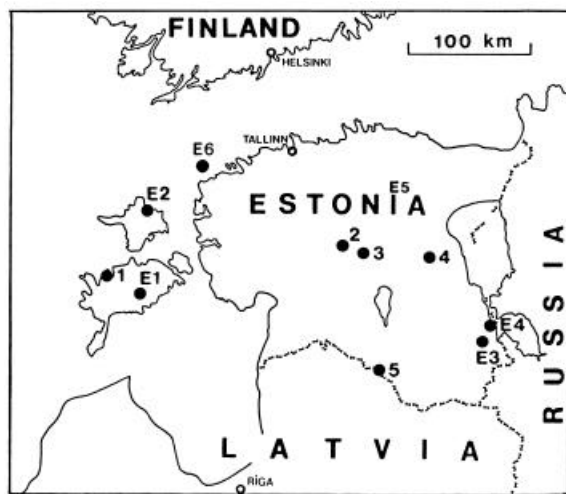 FINLAND
100 km
HELSINKI
TALLINN
E6
E5
E2
ESTONIA
2
3
4
1
E1
E4
E3
5
RUSSIA
LATVIA
RĪGA